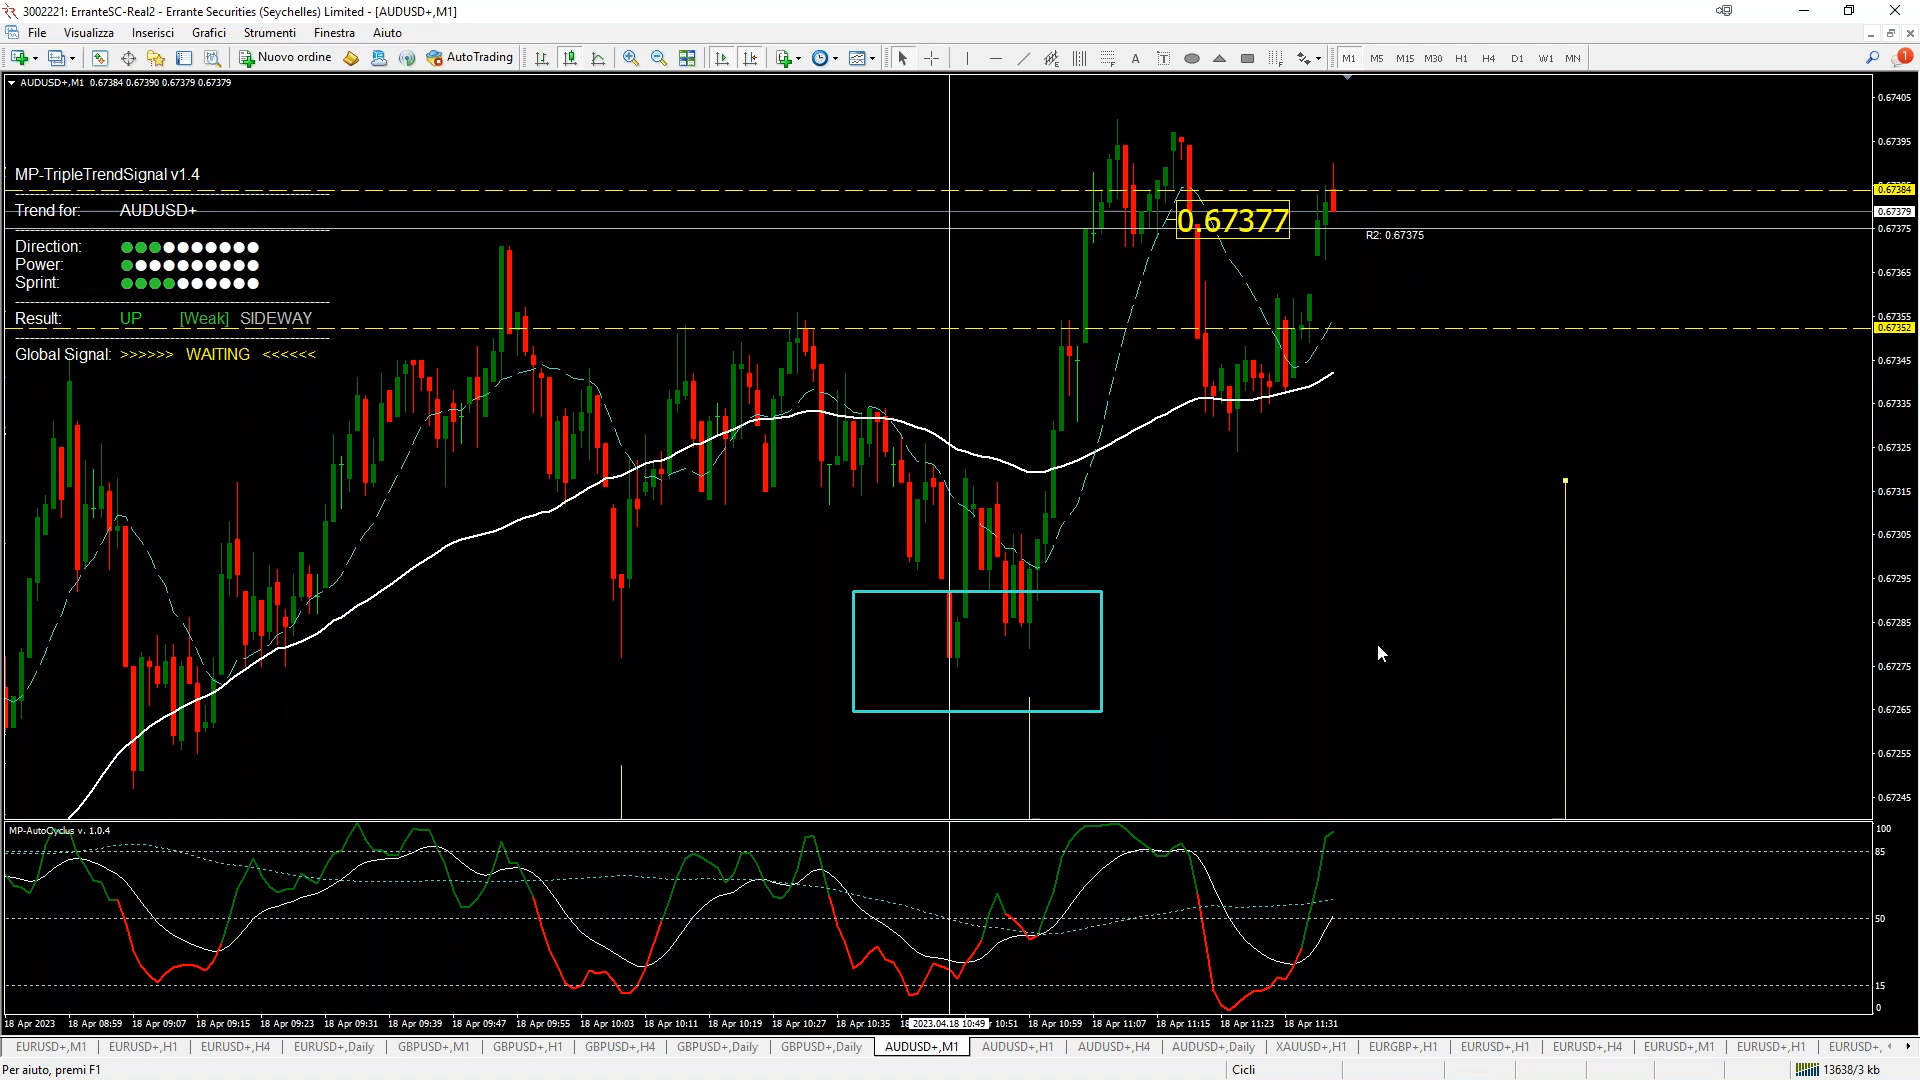 3002221: ErranteSC-Real2 - Errante Securities (Seychelles) Limited - [AUDUSD+,M1]
File Visualizza Inserisci Grafici Strumenti Finestra Aiuto
Nuovo ordine AutoTrading A T M1 M5 M15 M30 H1 H4 D1 W1 MN 1
AUDUSD+,M1 0.67384 0.67390 0.67379 0.67379
MP-TripleTrendSignal v1.4
Trend for: AUDUSD+
Direction:
Power:
Sprint:
Result: UP [Weak] SIDEWAY
Global Signal: >>>>>> WAITING <<<<<<
0.67377
R2: 0.67375
0.67405
0.67395
0.67384
0.67379
0.67375
0.67365
0.67355
0.67352
0.67345
0.67335
0.67325
0.67315
0.67305
0.67295
0.67285
0.67275
0.67265
0.67255
0.67245
MP-AutoCyclus v. 1.0.4
100
85
50
15
0
18 Apr 2023 18 Apr 08:59 18 Apr 09:07 18 Apr 09:15 18 Apr 09:23 18 Apr 09:31 18 Apr 09:39 18 Apr 09:47 18 Apr 09:55 18 Apr 10:03 18 Apr 10:11 18 Apr 10:19 18 Apr 10:27 18 Apr 10:35 18 2023.04.18 10:49 r 10:51 18 Apr 10:59 18 Apr 11:07 18 Apr 11:15 18 Apr 11:23 18 Apr 11:31
EURUSD+,M1 EURUSD+,H1 EURUSD+,H4 EURUSD+,Daily GBPUSD+,M1 GBPUSD+,H1 GBPUSD+,H4 GBPUSD+,Daily GBPUSD+,Daily AUDUSD+,M1 AUDUSD+,H1 AUDUSD+,H4 AUDUSD+,Daily XAUUSD+,H1 EURGBP+,H1 EURUSD+,H1 EURUSD+,H4 EURUSD+,M1 EURUSD+,H1 EURUSD+,
Per aiuto, premi F1 Cicli 13638/3 kb